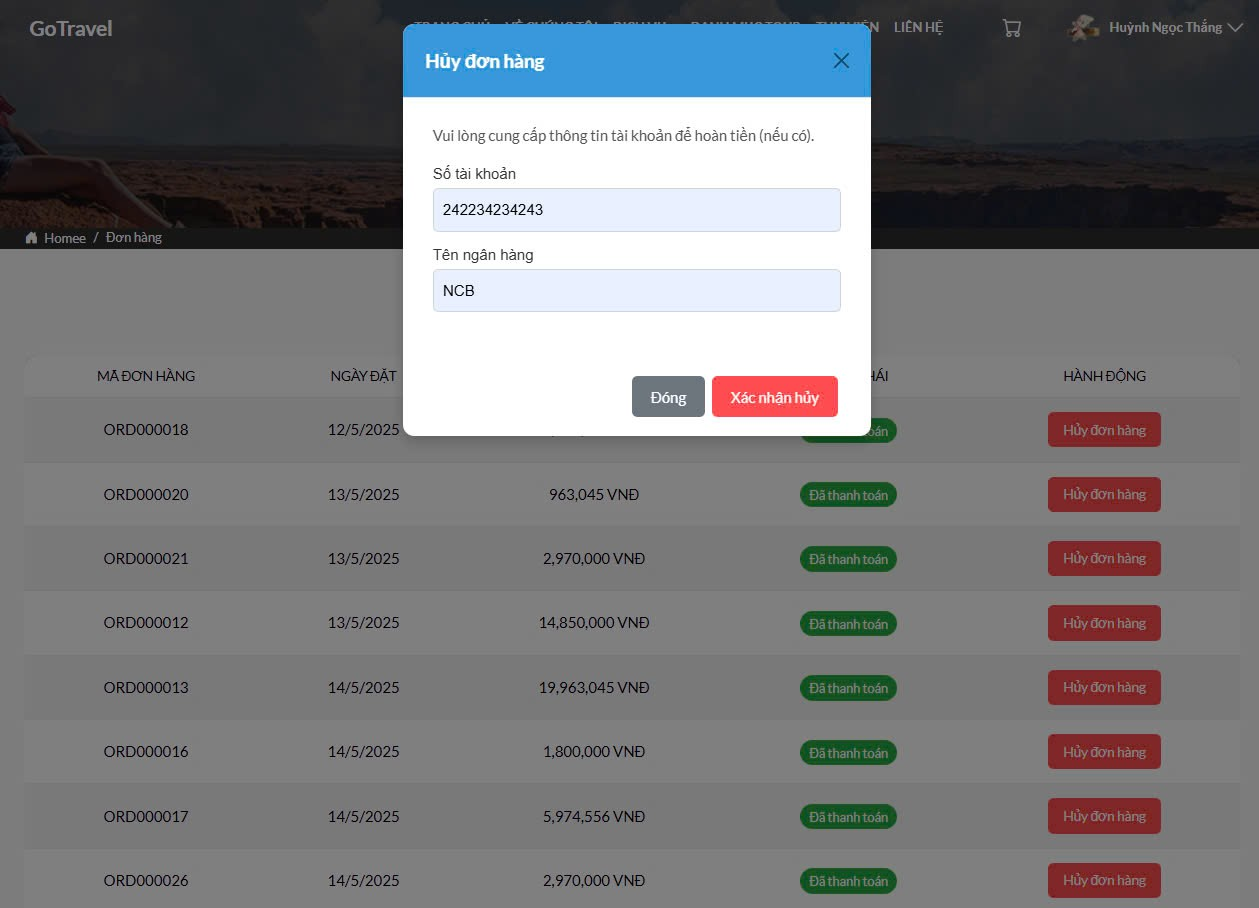 GoTravel
LIÊN HỆ
Huỳnh Ngọc Thắng
Hủy đơn hàng
Vui lòng cung cấp thông tin tài khoản để hoàn tiền (nếu có).
Số tài khoản
242234234243
Tên ngân hàng
NCB
Đóng
Xác nhận hủy
Homee / Đơn hàng
MÃ ĐƠN HÀNG NGÀY ĐẶT HÀNH ĐỘNG
ORD000018 12/5/2025 Hủy đơn hàng
ORD000020 13/5/2025 963,045 VNĐ Đã thanh toán Hủy đơn hàng
ORD000021 13/5/2025 2,970,000 VNĐ Đã thanh toán Hủy đơn hàng
ORD000012 13/5/2025 14,850,000 VNĐ Đã thanh toán Hủy đơn hàng
ORD000013 14/5/2025 19,963,045 VNĐ Đã thanh toán Hủy đơn hàng
ORD000016 14/5/2025 1,800,000 VNĐ Đã thanh toán Hủy đơn hàng
ORD000017 14/5/2025 5,974,556 VNĐ Đã thanh toán Hủy đơn hàng
ORD000026 14/5/2025 2,970,000 VNĐ Đã thanh toán Hủy đơn hàng